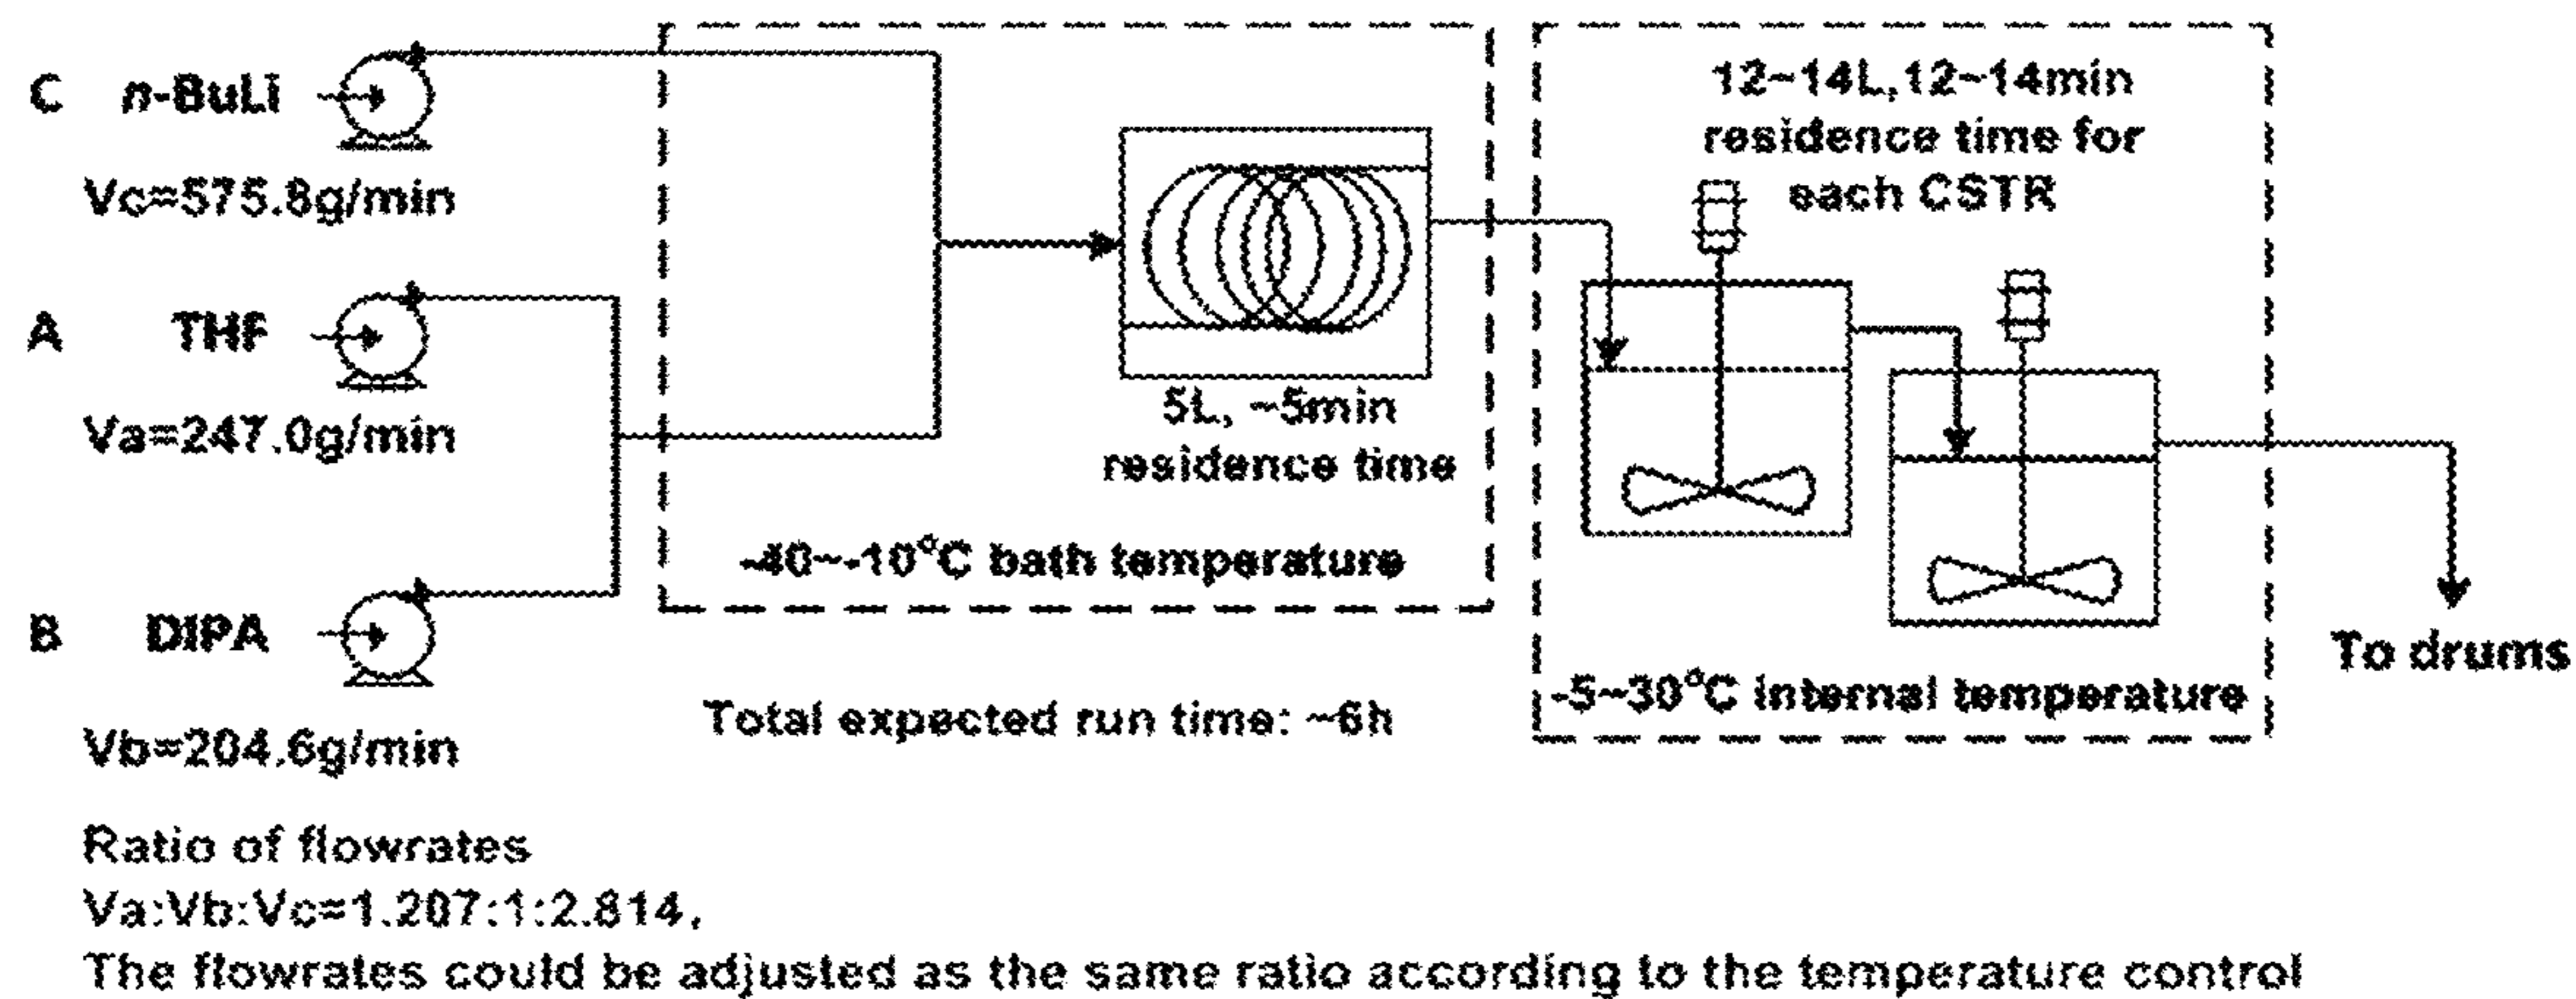 C n-BuLi
Vc=575.8g/min
A THF
Va=247.0g/min
B DIPA
Vb=204.6g/min
5L, ~5min
residence time
-40~-10°C bath temperature
Total expected run time: ~6h
12~14L,12~14min
residence time for
each CSTR
-5~30°C internal temperature
To drums
Ratio of flowrates
Va:Vb:Vc=1.207:1:2.814,
The flowrates could be adjusted as the same ratio according to the temperature control